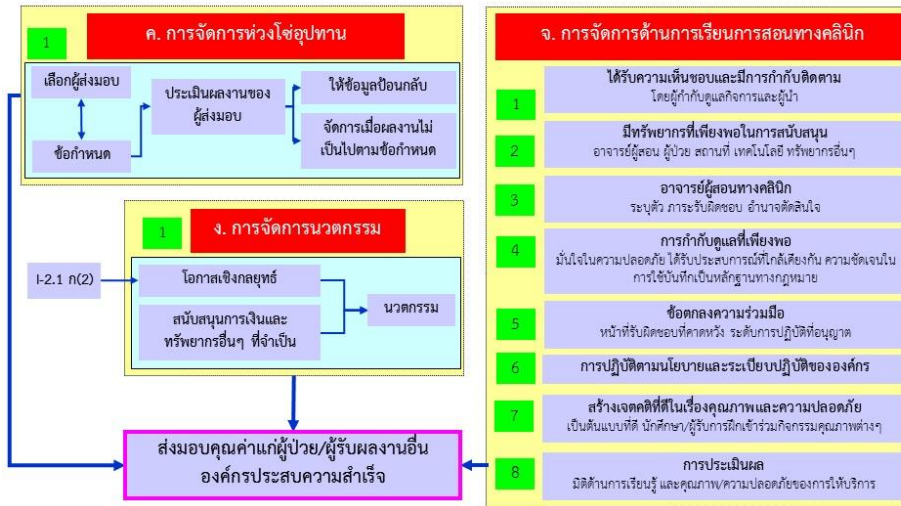 1
ค. การจัดการห่วงโซ่อุปทาน
เลือกผู้ส่งมอบ
ข้อกำหนด
ประเมินผลงานของ
ผู้ส่งมอบ
ให้ข้อมูลป้อนกลับ
จัดการเมื่อผลงานไม่
เป็นไปตามข้อกำหนด
1
ง. การจัดการนวตกรรม
I-2.1 ก(2)
โอกาสเชิงกลยุทธ์
สนับสนุนการเงินและ
ทรัพยากรอื่นๆ ที่จำเป็น
นวตกรรม
ส่งมอบคุณค่าแก่ผู้ป่วย/ผู้รับผลงานอื่น
องค์กรประสบความสำเร็จ
จ. การจัดการด้านการเรียนการสอนทางคลินิก
1
ได้รับความเห็นชอบและมีการกำกับติดตาม
โดยผู้กำกับดูแลกิจการและผู้นำ
2
มีทรัพยากรที่เพียงพอในการสนับสนุน
อาจารย์ผู้สอน ผู้ป่วย สถานที่ เทคโนโลยี ทรัพยากรอื่นๆ
3
อาจารย์ผู้สอนทางคลินิก
ระบุตัว ภาระรับผิดชอบ อำนาจตัดสินใจ
4
การกำกับดูแลที่เพียงพอ
มั่นใจในความปลอดภัย ได้รับประสบการณ์ที่ใกล้เคียงกัน ความชัดเจนใน
การใช้บันทึกเป็นหลักฐานทางกฎหมาย
5
ข้อตกลงความร่วมมือ
หน้าที่รับผิดชอบที่คาดหวัง ระดับการปฏิบัติที่อนุญาต
6
การปฏิบัติตามนโยบายและระเบียบปฏิบัติขององค์กร
7
สร้างเจตคติที่ดีในเรื่องคุณภาพและความปลอดภัย
เป็นต้นแบบที่ดี นักศึกษา/ผู้รับการฝึกเข้าร่วมกิจกรรมคุณภาพต่างๆ
8
การประเมินผล
มิติด้านการเรียนรู้ และคุณภาพ/ความปลอดภัยของการให้บริการ